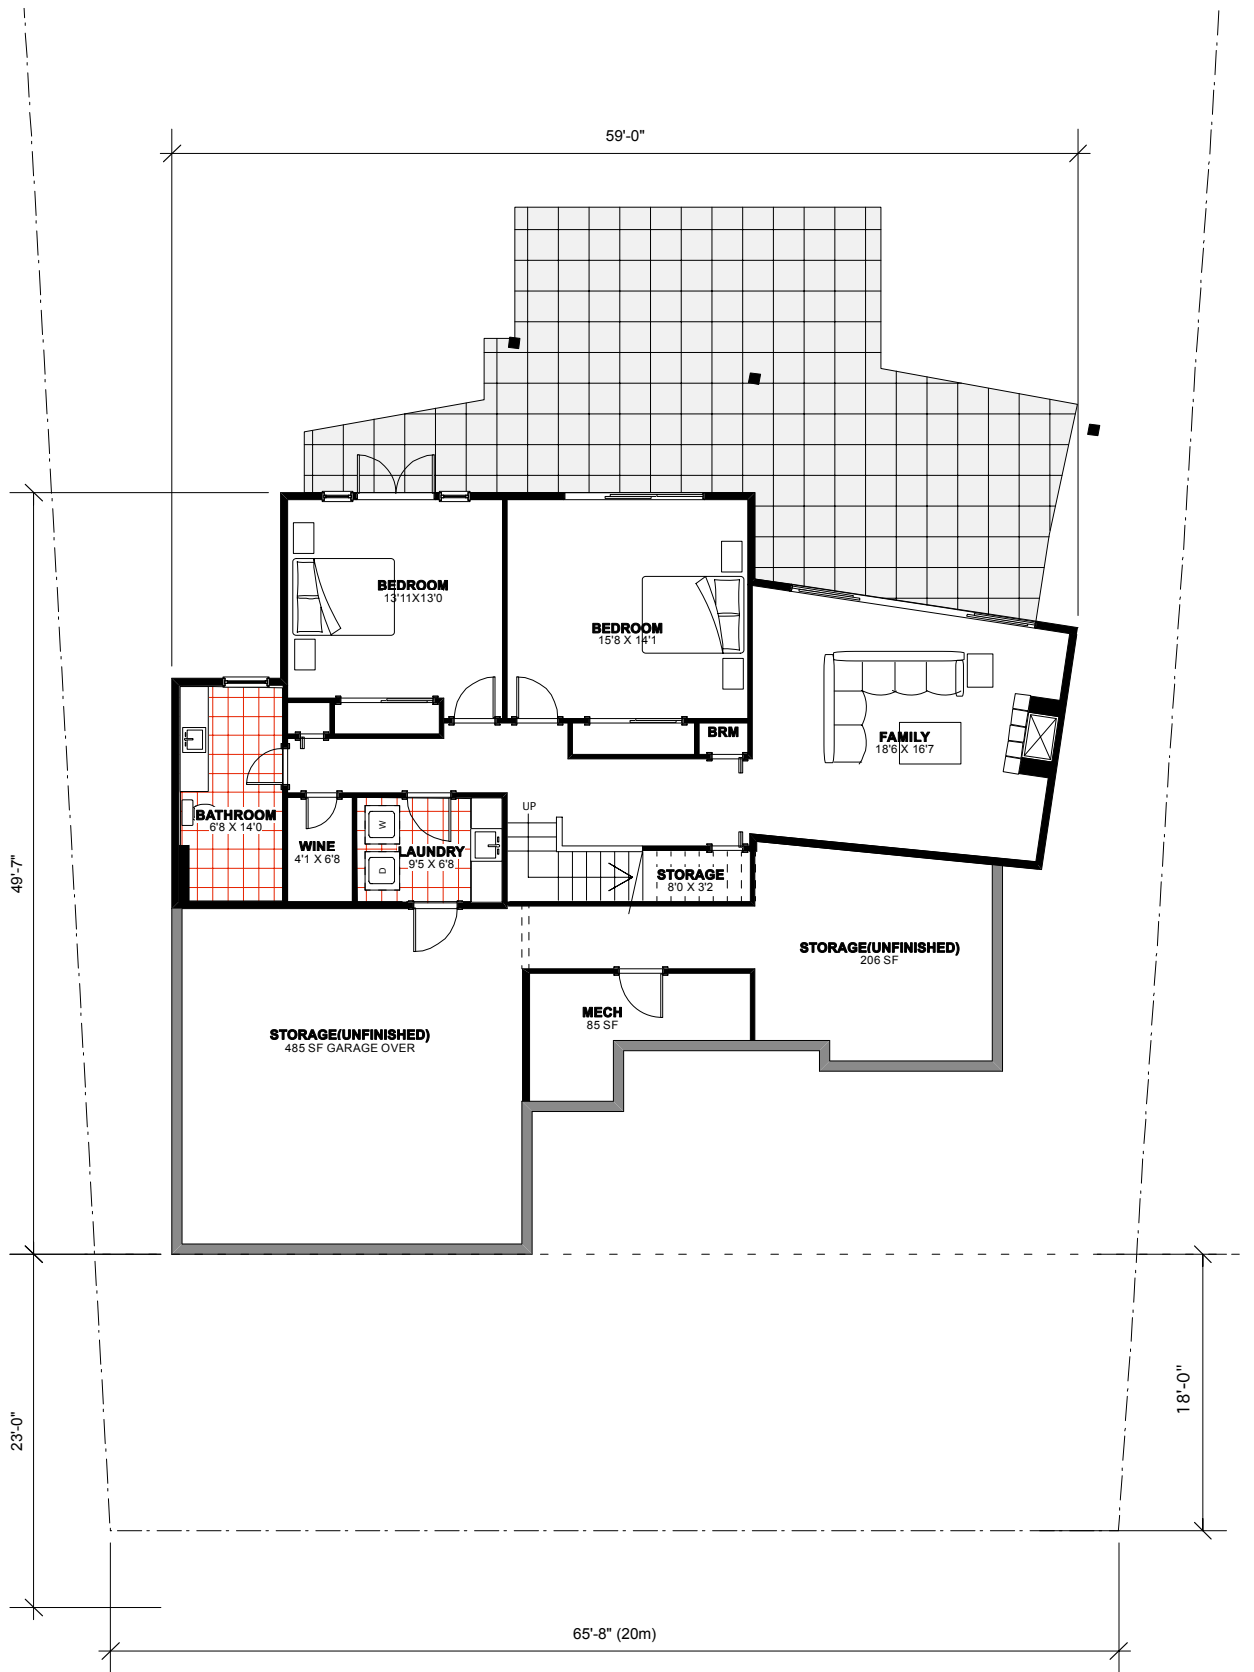 59'-0"
BEDROOM
13'11X13'0
BEDROOM
15'8 X 14'1
BRM
FAMILY
18'6 X 16'7
UP
BATHROOM
6'8 X 14'0
WINE
4'1 X 6'8
W
D
LAUNDRY
9'5 X 6'8
STORAGE
8'0 X 3'2
49'-7"
STORAGE(UNFINISHED)
206 SF
MECH
85 SF
STORAGE(UNFINISHED)
485 SF GARAGE OVER
18'-0"
23'-0"
65'-8" (20m)